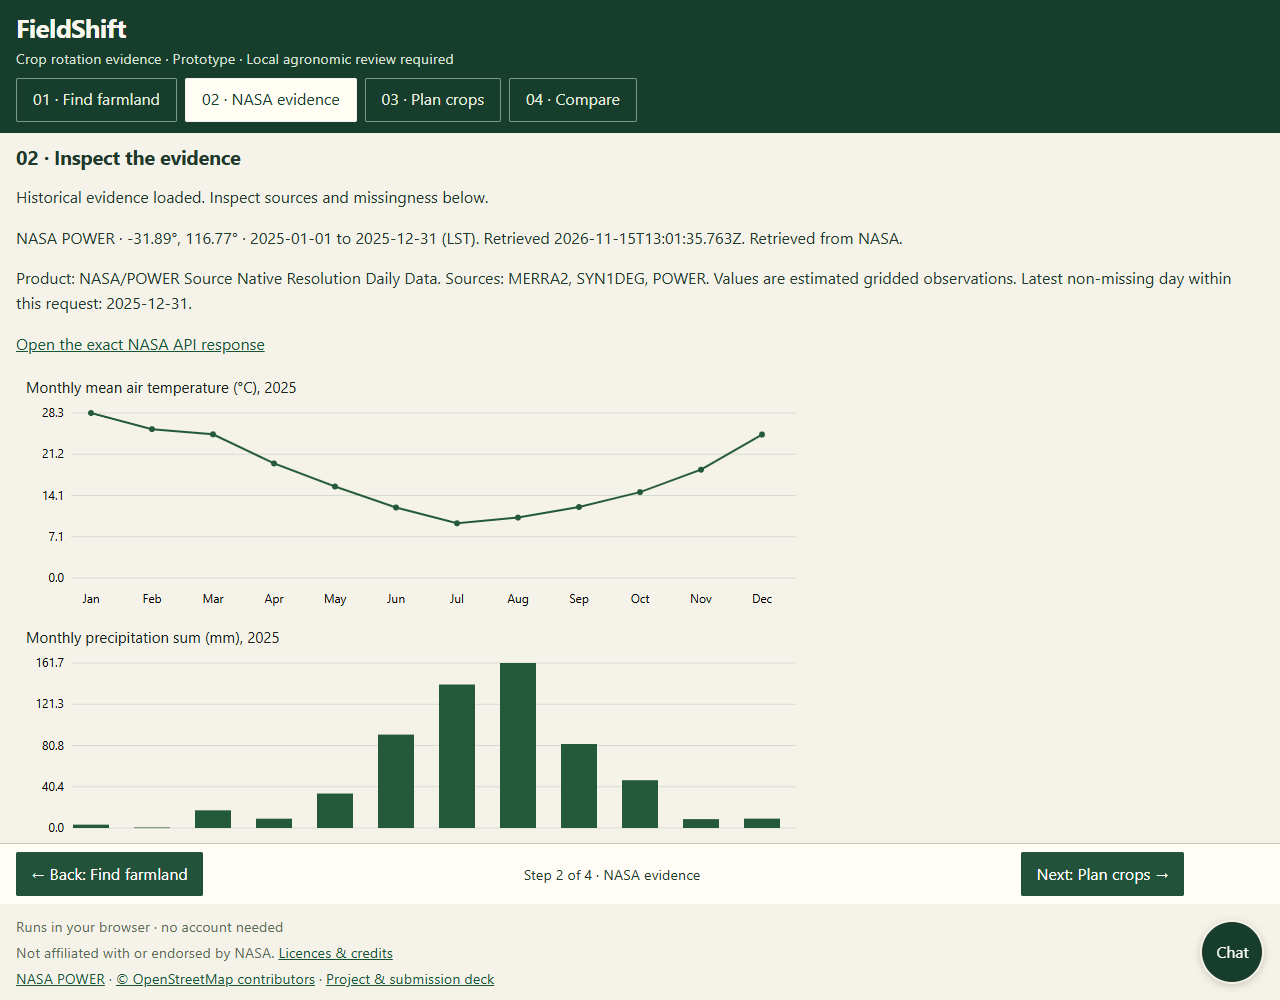 FieldShift
Crop rotation evidence · Prototype · Local agronomic review required
01 · Find farmland
02 · NASA evidence
03 · Plan crops
04 · Compare
02 · Inspect the evidence
Historical evidence loaded. Inspect sources and missingness below.
NASA POWER · -31.89°, 116.77° · 2025-01-01 to 2025-12-31 (LST). Retrieved 2026-11-15T13:01:35.763Z. Retrieved from NASA.
Product: NASA/POWER Source Native Resolution Daily Data. Sources: MERRA2, SYN1DEG, POWER. Values are estimated gridded observations. Latest non-missing day within
this request: 2025-12-31.
Open the exact NASA API response
Monthly mean air temperature (°C), 2025
28.3
21.2
14.1
7.1
0.0
Jan Feb Mar Apr May Jun Jul Aug Sep Oct Nov Dec
Monthly precipitation sum (mm), 2025
161.7
121.3
80.8
40.4
0.0
← Back: Find farmland
Step 2 of 4 · NASA evidence
Next: Plan crops →
Runs in your browser · no account needed
Not affiliated with or endorsed by NASA. Licences & credits
NASA POWER · © OpenStreetMap contributors · Project & submission deck
Chat